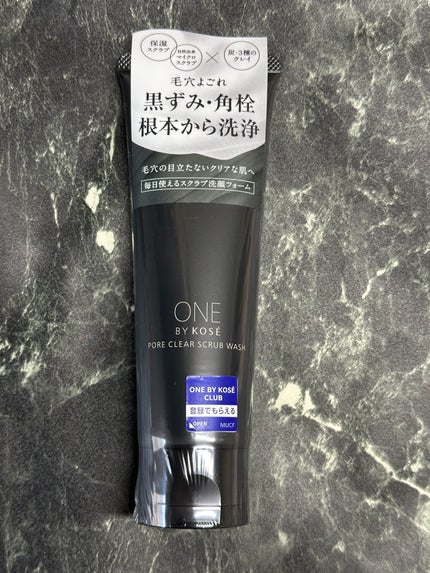 保湿
スクラブ
自然由来
マイクロ
スクラブ
×
炭・3種の
クレイ
毛穴よごれ
黒ずみ・角栓
根本から洗浄
毛穴の目立たないクリアな肌へ
毎日使えるスクラブ洗顔フォーム
ONE
BY KOSÉ
PORE CLEAR SCRUB WASH
ONE BY KOSÉ
CLUB
登録でもらえる
OPEN
MUCF